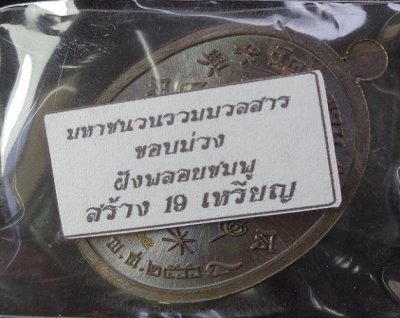 มหาชนวนรวมมวลสาร
ขอบม่วง
ฝังพลอยชมพู
สร้าง 19 เหรียญ